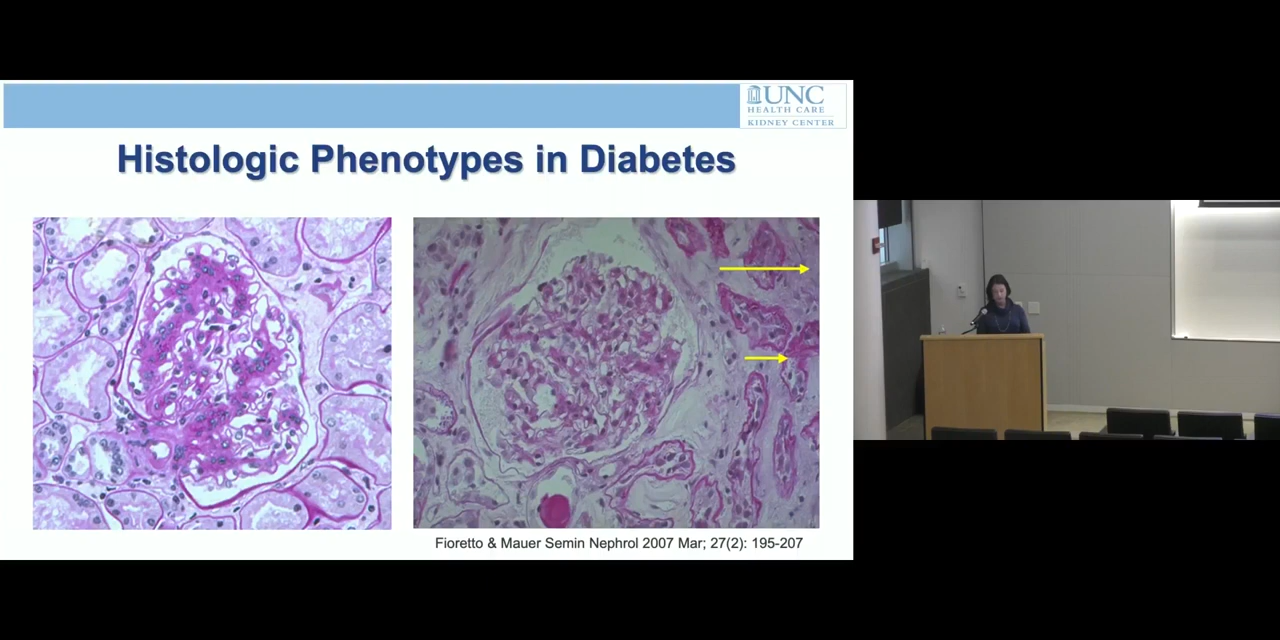 UNC
HEALTH CARE
KIDNEY CENTER
Histologic Phenotypes in Diabetes
Fioretto & Mauer Semin Nephrol 2007 Mar; 27(2): 195-207